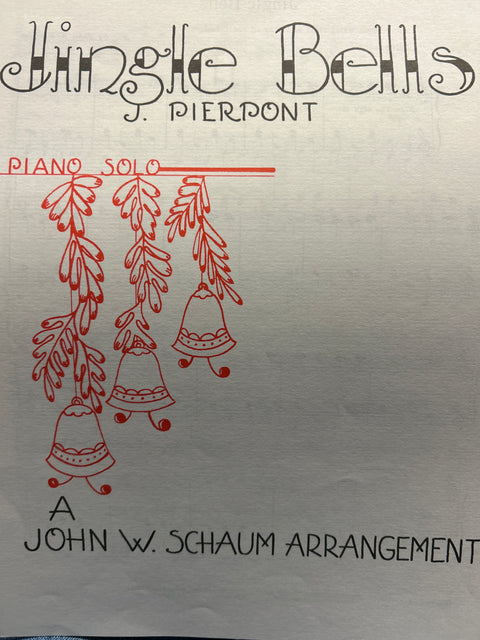 Jingle Bells
J. PIERPONT
PIANO SOLO
A
JOHN W. SCHAUM ARRANGEMENT